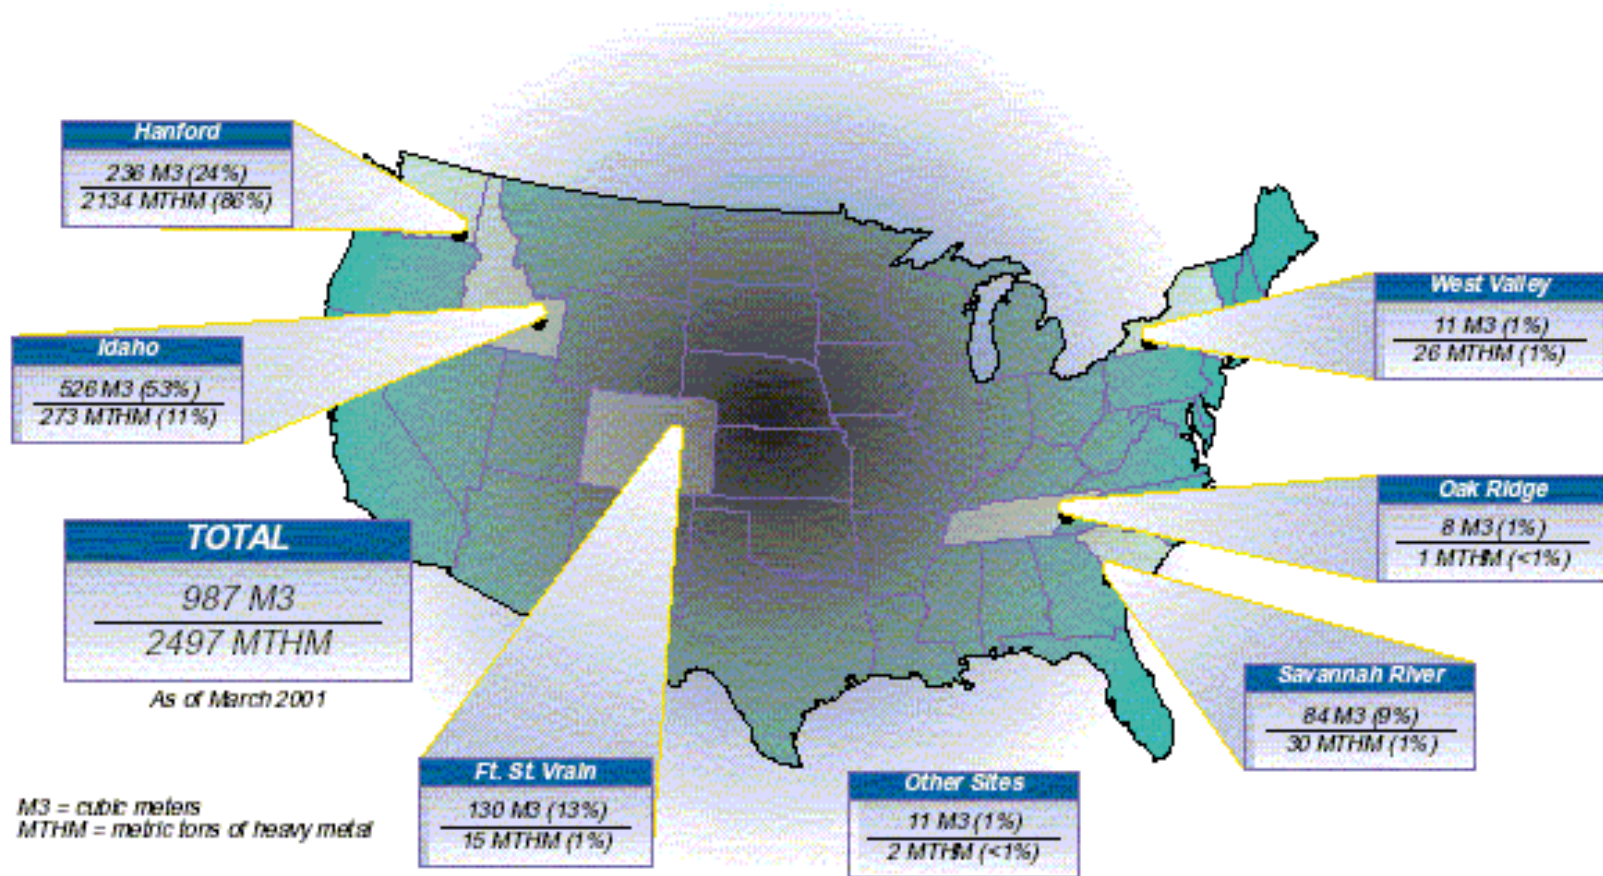 Hanford
236 M3 (24%)
2134 MTHM (86%)
West Valley
11 M3 (1%)
26 MTHM (1%)
Idaho
526 M3 (53%)
273 MTHM (11%)
Oak Ridge
8 M3 (1%)
1 MTHM (<1%)
TOTAL
987 M3
2497 MTHM
As of March 2001
Savannah River
84 M3 (9%)
30 MTHM (1%)
Ft. St. Vrain
130 M3 (13%)
15 MTHM (1%)
Other Sites
11 M3 (1%)
2 MTHM (<1%)
M3 = cubic meters
MTHM = metric tons of heavy metal